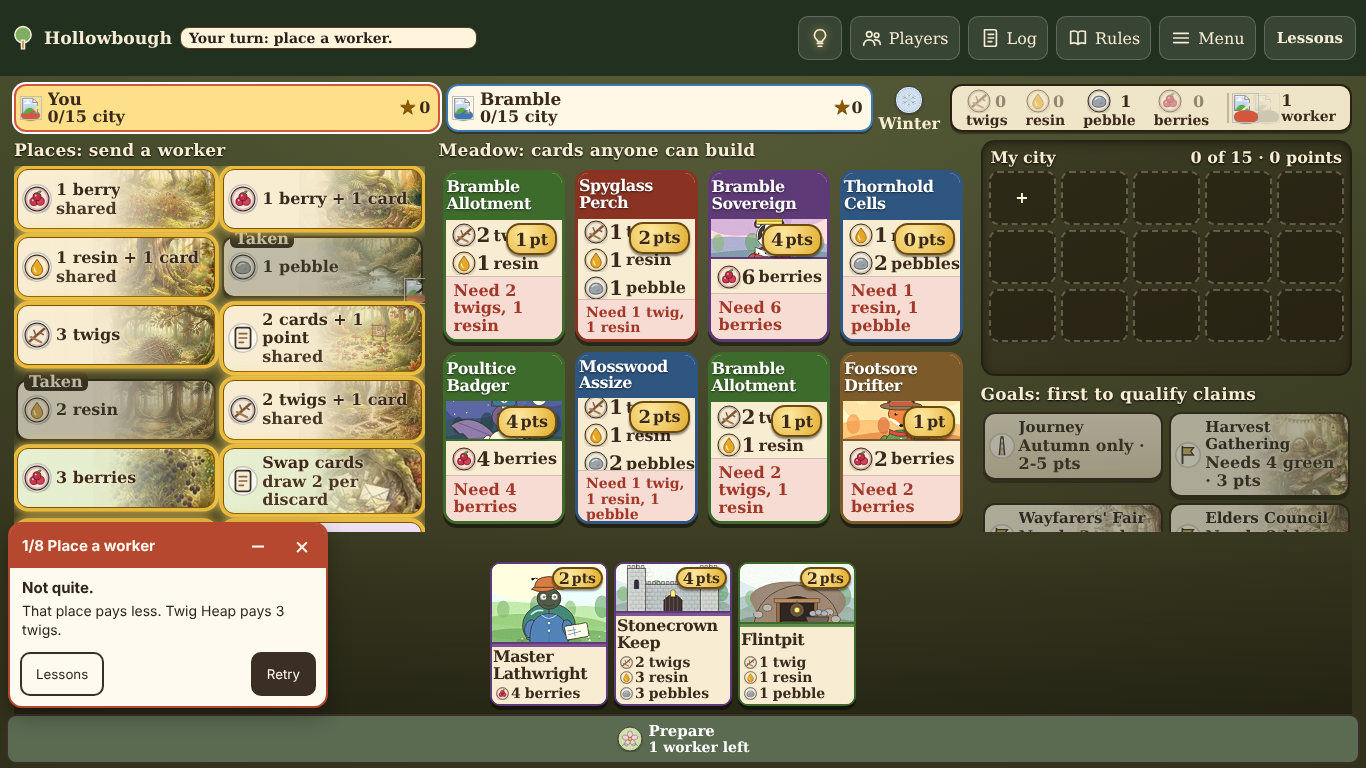 Hollowbough
Your turn: place a worker.
Players
Log
Rules
Menu
Lessons
You
0/15 city
0
Bramble
0/15 city
0
Winter
0
twigs
0
resin
1
pebble
0
berries
1
worker
Places: send a worker
1 berry
shared
1 berry + 1 card
1 resin + 1 card
shared
Taken
1 pebble
3 twigs
2 cards + 1
point
shared
Taken
2 resin
2 twigs + 1 card
shared
3 berries
Swap cards
draw 2 per
discard
Meadow: cards anyone can build
Bramble
Allotment
2
1 pt
1 resin
Need 2
twigs, 1
resin
Spyglass
Perch
1
2 pts
1 resin
1 pebble
Need 1 twig,
1 resin
Bramble
Sovereign
4 pts
6 berries
Need 6
berries
Thornhold
Cells
1
0 pts
2 pebbles
Need 1
resin, 1
pebble
Poultice
Badger
4 pts
4 berries
Need 4
berries
Mosswood
Assize
1
2 pts
1 resin
2 pebbles
Need 1 twig,
1 resin, 1
pebble
Bramble
Allotment
2
1 pt
1 resin
Need 2
twigs, 1
resin
Footsore
Drifter
1 pt
2 berries
Need 2
berries
My city
0 of 15 · 0 points
+
Goals: first to qualify claims
Journey
Autumn only ·
2-5 pts
Harvest
Gathering
Needs 4 green
· 3 pts
Wayfarers' Fair
Elders Council
1/8 Place a worker
Not quite.
That place pays less. Twig Heap pays 3
twigs.
Lessons
Retry
2 pts
Master
Lathwright
4 berries
4 pts
Stonecrown
Keep
2 twigs
3 resin
3 pebbles
2 pts
Flintpit
1 twig
1 resin
1 pebble
Prepare
1 worker left